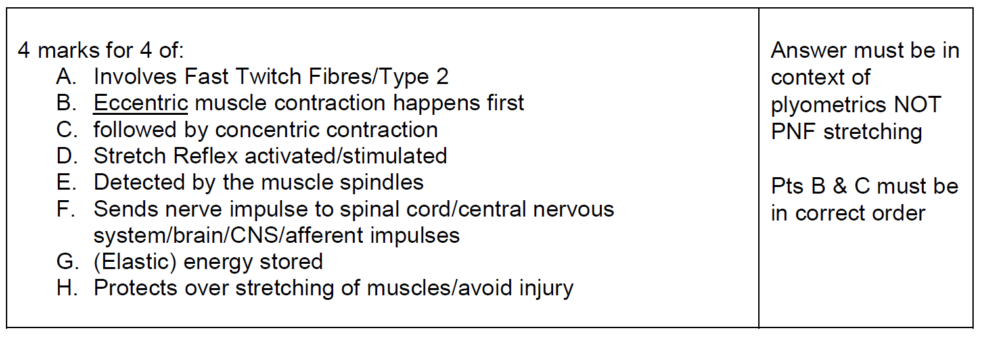 4 marks for 4 of:
A. Involves Fast Twitch Fibres/Type 2
B. Eccentric muscle contraction happens first
C. followed by concentric contraction
D. Stretch Reflex activated/stimulated
E. Detected by the muscle spindles
F. Sends nerve impulse to spinal cord/central nervous
system/brain/CNS/afferent impulses
G. (Elastic) energy stored
H. Protects over stretching of muscles/avoid injury
Answer must be in
context of
plyometrics NOT
PNF stretching
Pts B & C must be
in correct order